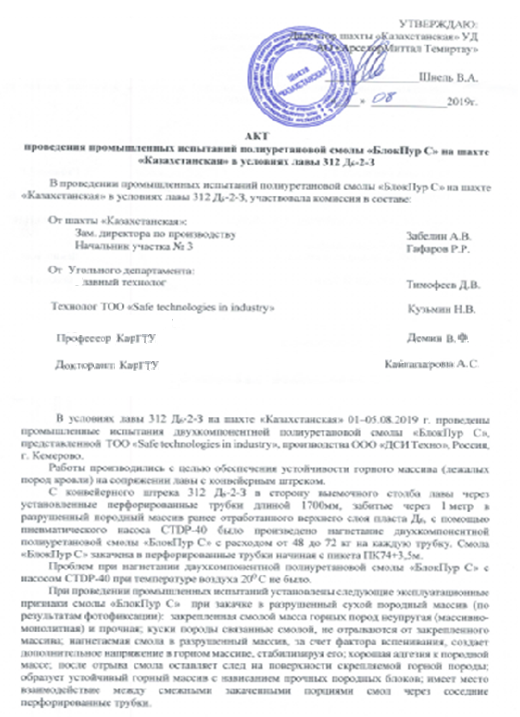 УТВЕРЖДАЮ:
Директор шахты «Казахстанская» УД
АО «АрселорМиттал Темиртау»
Шахта
"КАЗАХСТАНСКАЯ"
Шмель В.А.
» 08 2019г.
АКТ
проведения промышленных испытаний полиуретановой смолы «БлокПур С» на шахте
«Казахстанская» в условиях лавы 312 Д₆-2-З
В проведении промышленных испытаний полиуретановой смолы «БлокПур С» на шахте
«Казахстанская» в условиях лавы 312 Д₆-2-З, участвовала комиссия в составе:
От шахты «Казахстанская»:
Зам. директора по производству Забелин А.В.
Начальник участка № 3 Гафаров Р.Р.
От Угольного департамента:
лавный технолог Тимофеев Д.В.
Технолог ТОО «Safe technologies in industry» Кузьмин Н.В.
Профессор КарГТУ Демин В.Ф.
Докторант КарГТУ А.С.
В условиях лавы 312 Д₆-2-З на шахте «Казахстанская» 01–05.08.2019 г. проведены
промышленные испытания двухкомпонентной полиуретановой смолы «БлокПур С»,
представленной ТОО «Safe technologies in industry», производства ООО «ДСИ Техно», Россия,
г. Кемерово.
Работы производились с целью обеспечения устойчивости горного массива (лежалых
пород кровли) на сопряжении лавы с конвейерным штреком.
С конвейерного штрека 312 Д₆-2-З в сторону выемочного столба лавы через
установленные перфорированные трубки длиной 1700мм, забитые через 1 метр в
разрушенный породный массив ранее отработанного верхнего слоя пласта Д₆, с помощью
пневматического насоса CTDP-40 было произведено нагнетание двухкомпонентной
полиуретановой смолы «БлокПур С» с расходом от 48 до 72 кг на каждую трубку. Смола
«БлокПур С» закачена в перфорированные трубки начиная с пикета ПК74+3,5м.
Проблем при нагнетании двухкомпонентной полиуретановой смолы «БлокПур С» с
насосом CTDP-40 при температуре воздуха 20⁰ С не было.
При проведении промышленных испытаний установлены следующие эксплуатационные
признаки смолы «БлокПур С» при закачке в разрушенный сухой породный массив (по
результатам фотофиксации): закрепленная смолой масса горных пород неупругая (массивно-
монолитная) и прочная; куски породы связанные смолой, не отрываются от закрепленного
массива; нагнетаемая смола в разрушенный массив, за счет фактора вспенивания, создает
дополнительное напряжение в горном массиве, стабилизируя его; хорошая адгезия к породной
массе; после отрыва смола оставляет след на поверхности скрепляемой горной породы;
образует устойчивый горный массив с нависанием прочных породных блоков; имеет место
взаимодействие между смежными закаченными порциями смол через соседние
перфорированные трубки.